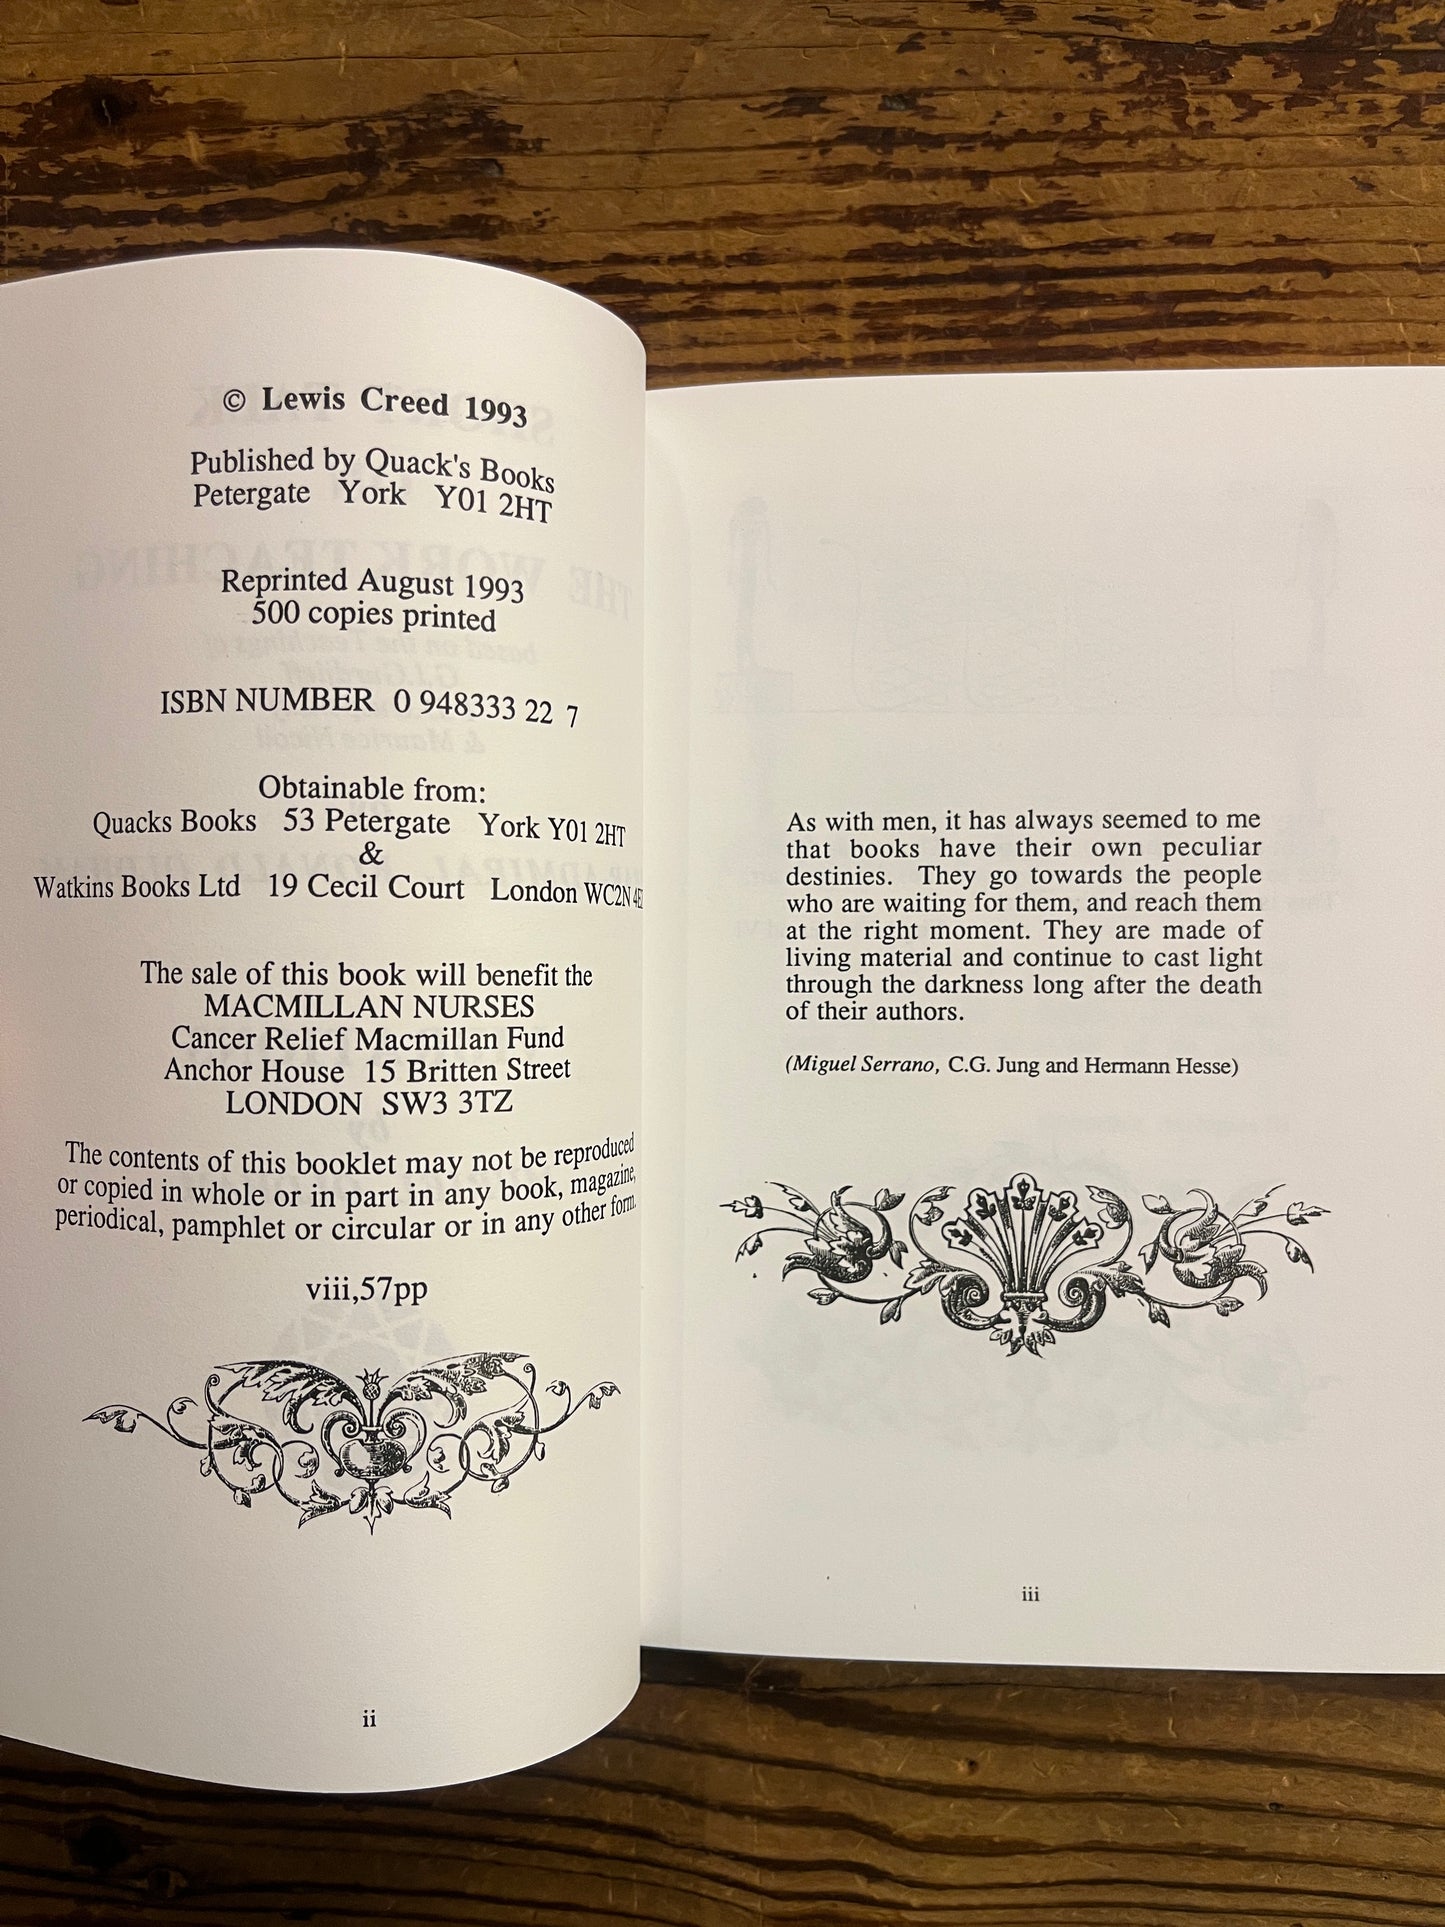 © Lewis Creed 1993
Published by Quack's Books
Petergate York Y01 2HT
Reprinted August 1993
500 copies printed
ISBN NUMBER 0 948333 22 7
Obtainable from:
Quacks Books 53 Petergate York Y01 2HT
&
Watkins Books Ltd 19 Cecil Court London WC2N
The sale of this book will benefit the
MACMILLAN NURSES
Cancer Relief Macmillan Fund
Anchor House 15 Britten Street
LONDON SW3 3TZ
The contents of this booklet may not be reproduced
or copied in whole or in part in any book, magazine,
periodical, pamphlet or circular or in any other form.
viii,57pp
ii
As with men, it has always seemed to me
that books have their own peculiar
destinies. They go towards the people
who are waiting for them, and reach them
at the right moment. They are made of
living material and continue to cast light
through the darkness long after the death
of their authors.
(Miguel Serrano, C.G. Jung and Hermann Hesse)
iii